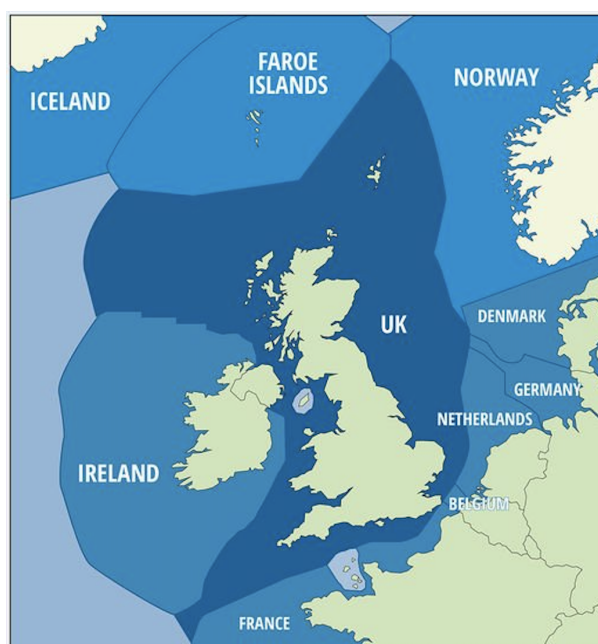 FAROE
ISLANDS
NORWAY
ICELAND
UK
DENMARK
GERMANY
NETHERLANDS
IRELAND
BELGIUM
FRANCE